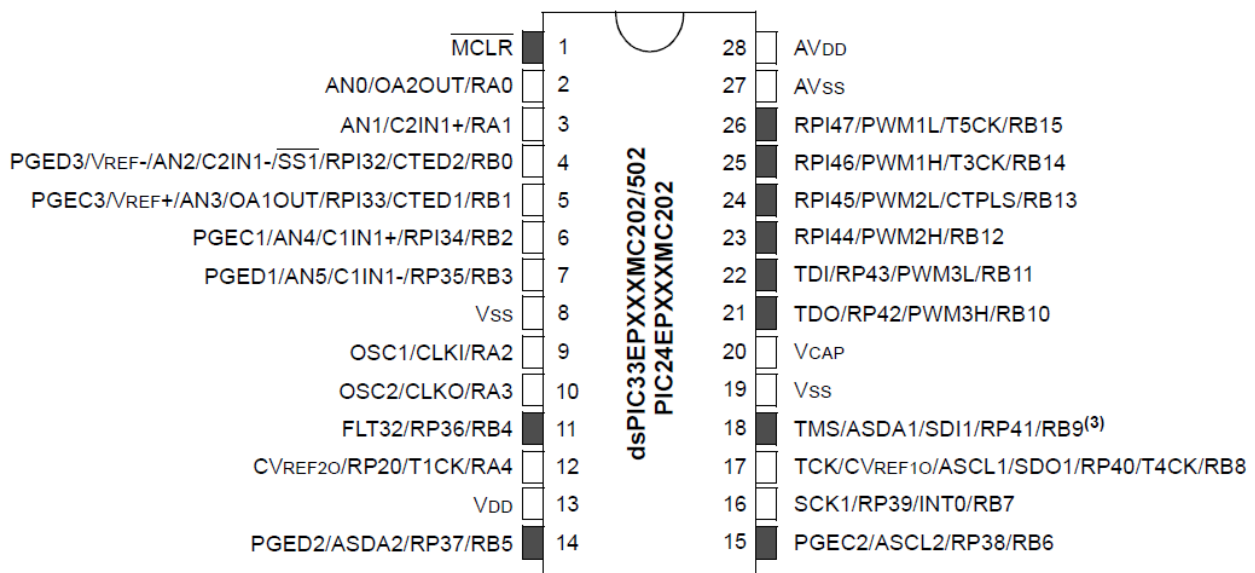 MCLR 1 28 AVDD
AN0/OA2OUT/RA0 2 27 AVSS
AN1/C2IN1+/RA1 3 26 RPI47/PWM1L/T5CK/RB15
PGED3/VREF-/AN2/C2IN1-/SS1/RPI32/CTED2/RB0 4 25 RPI46/PWM1H/T3CK/RB14
PGEC3/VREF+/AN3/OA1OUT/RPI33/CTED1/RB1 5 24 RPI45/PWM2L/CTPLS/RB13
PGEC1/AN4/C1IN1+/RPI34/RB2 6 23 RPI44/PWM2H/RB12
PGED1/AN5/C1IN1-/RP35/RB3 7 22 TDI/RP43/PWM3L/RB11
VSS 8 21 TDO/RP42/PWM3H/RB10
OSC1/CLKI/RA2 9 20 VCAP
OSC2/CLKO/RA3 10 19 VSS
FLT32/RP36/RB4 11 18 TMS/ASDA1/SDI1/RP41/RB9(3)
CVREF2O/RP20/T1CK/RA4 12 17 TCK/CVREF1O/ASCL1/SDO1/RP40/T4CK/RB8
VDD 13 16 SCK1/RP39/INT0/RB7
PGED2/ASDA2/RP37/RB5 14 15 PGEC2/ASCL2/RP38/RB6
dsPIC33EPXXXMC202/502
PIC24EPXXXMC202